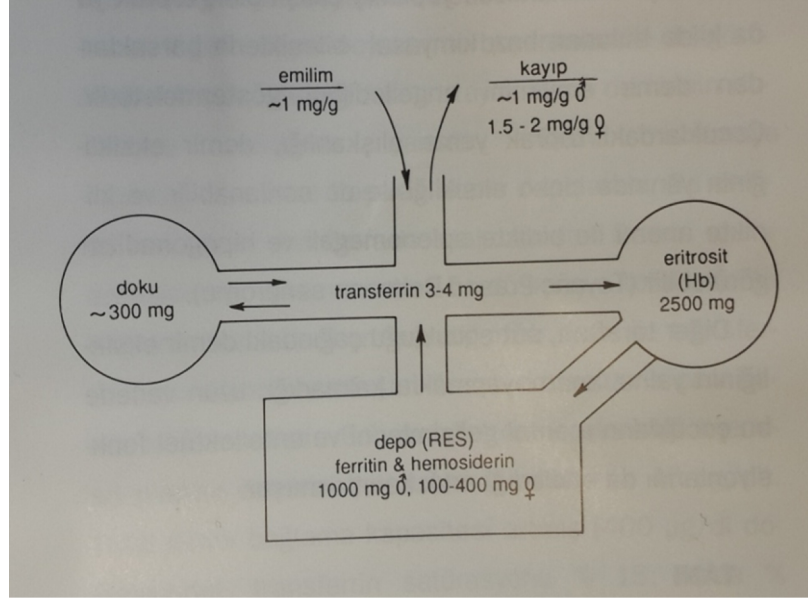 emilim
~1 mg/g
kayıp
~1 mg/g ♂
1.5 - 2 mg/g ♀
doku
~ 300 mg
transferrin 3-4 mg
eritrosit
(Hb)
2500 mg
depo (RES)
ferritin & hemosiderin
1000 mg ♂, 100-400 mg ♀